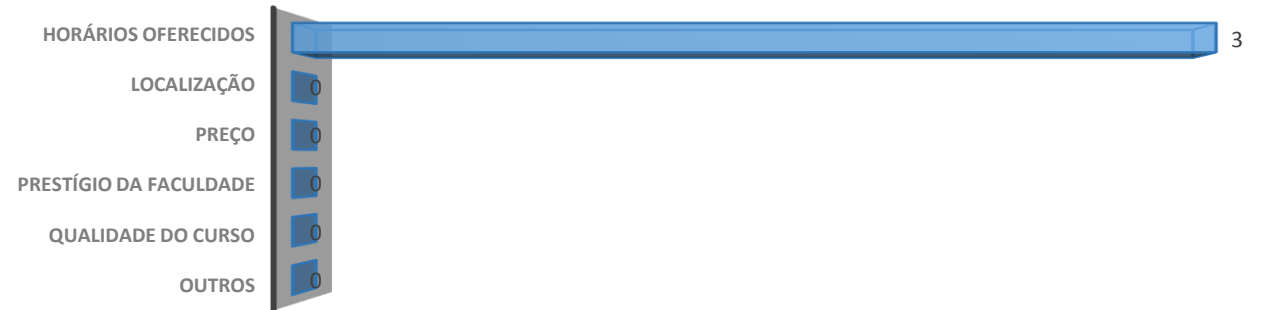 HORÁRIOS OFERECIDOS 3
LOCALIZAÇÃO 0
PREÇO 0
PRESTÍGIO DA FACULDADE 0
QUALIDADE DO CURSO 0
OUTROS 0